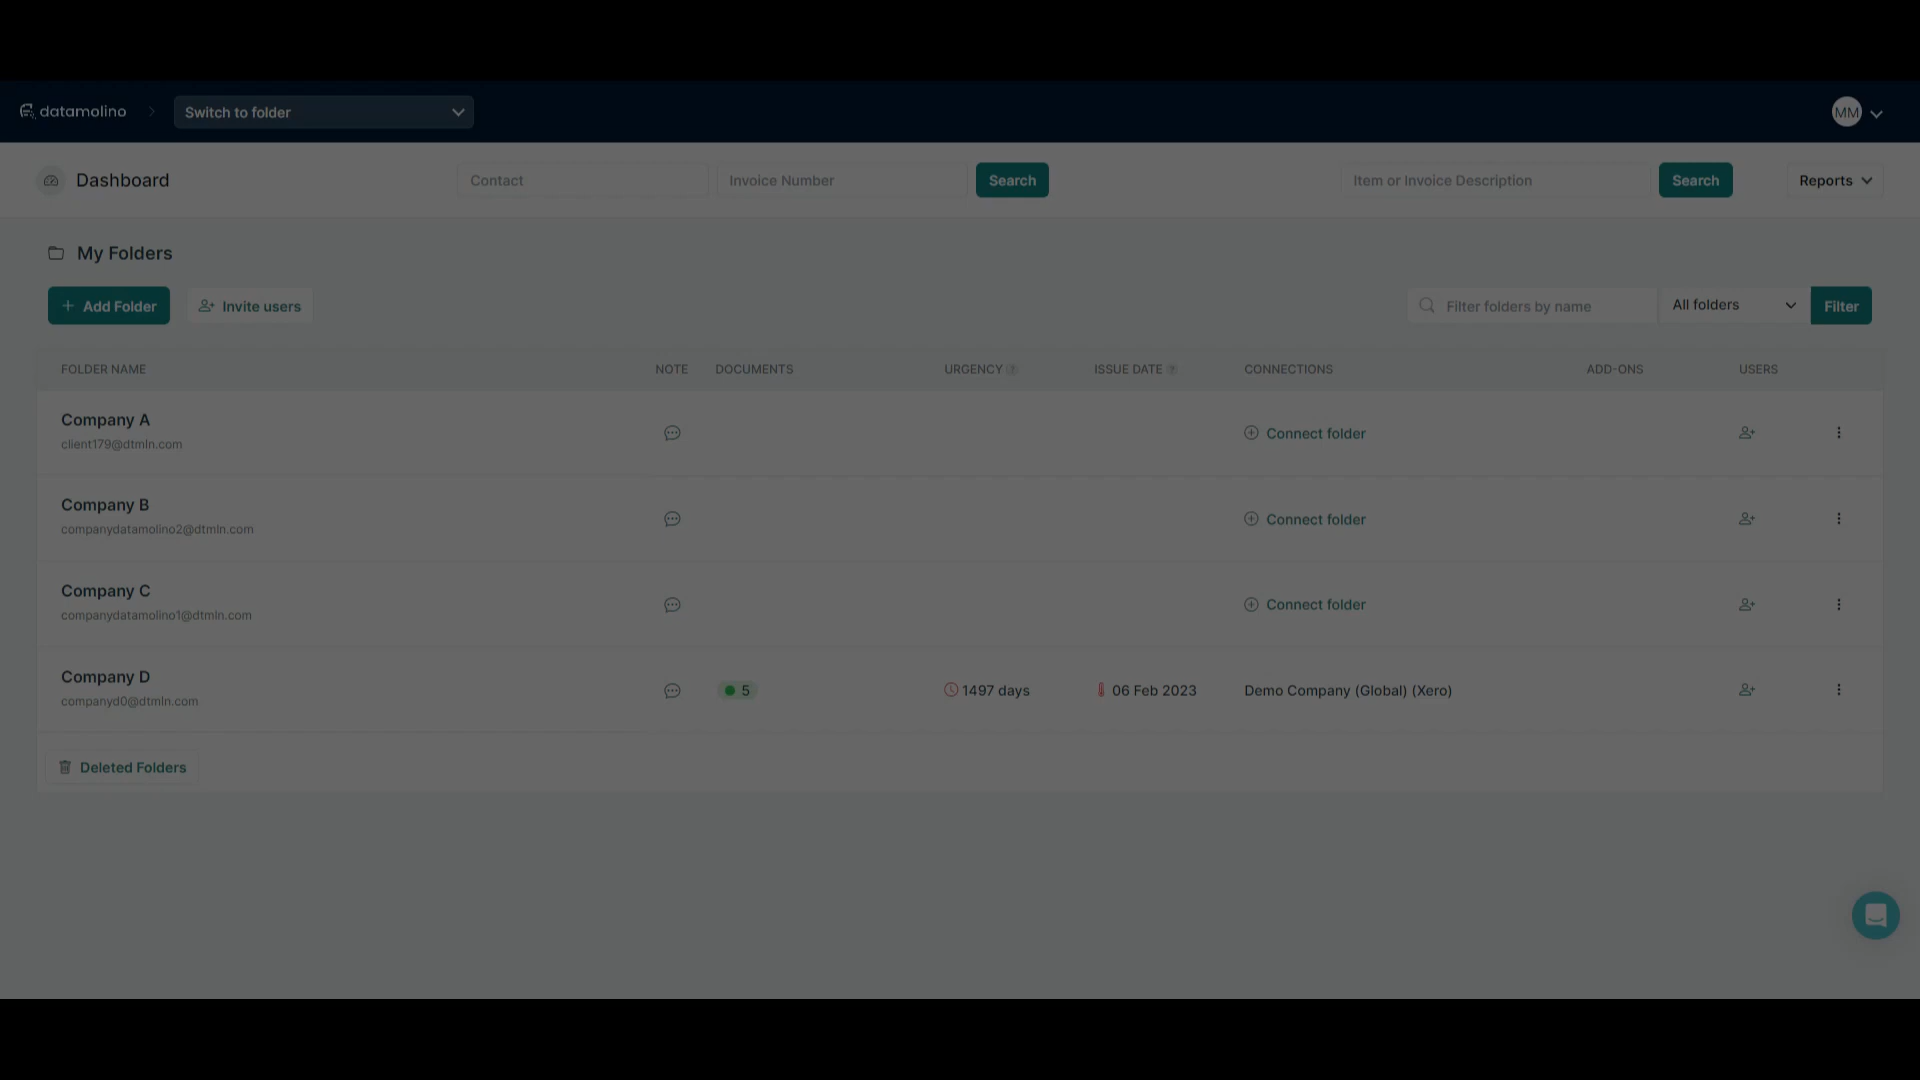 datamolino
Switch to folder
MM
Dashboard
Contact
Invoice Number
Search
Item or Invoice Description
Search
Reports
My Folders
+ Add Folder
Invite users
Filter folders by name
All folders
Filter
FOLDER NAME NOTE DOCUMENTS URGENCY ? ISSUE DATE ? CONNECTIONS ADD-ONS USERS
Company A
client179@dtmln.com
Connect folder
Company B
companydatamolino2@dtmln.com
Connect folder
Company C
companydatamolino1@dtmln.com
Connect folder
Company D
companyd0@dtmln.com
5
1497 days
06 Feb 2023
Demo Company (Global) (Xero)
Deleted Folders